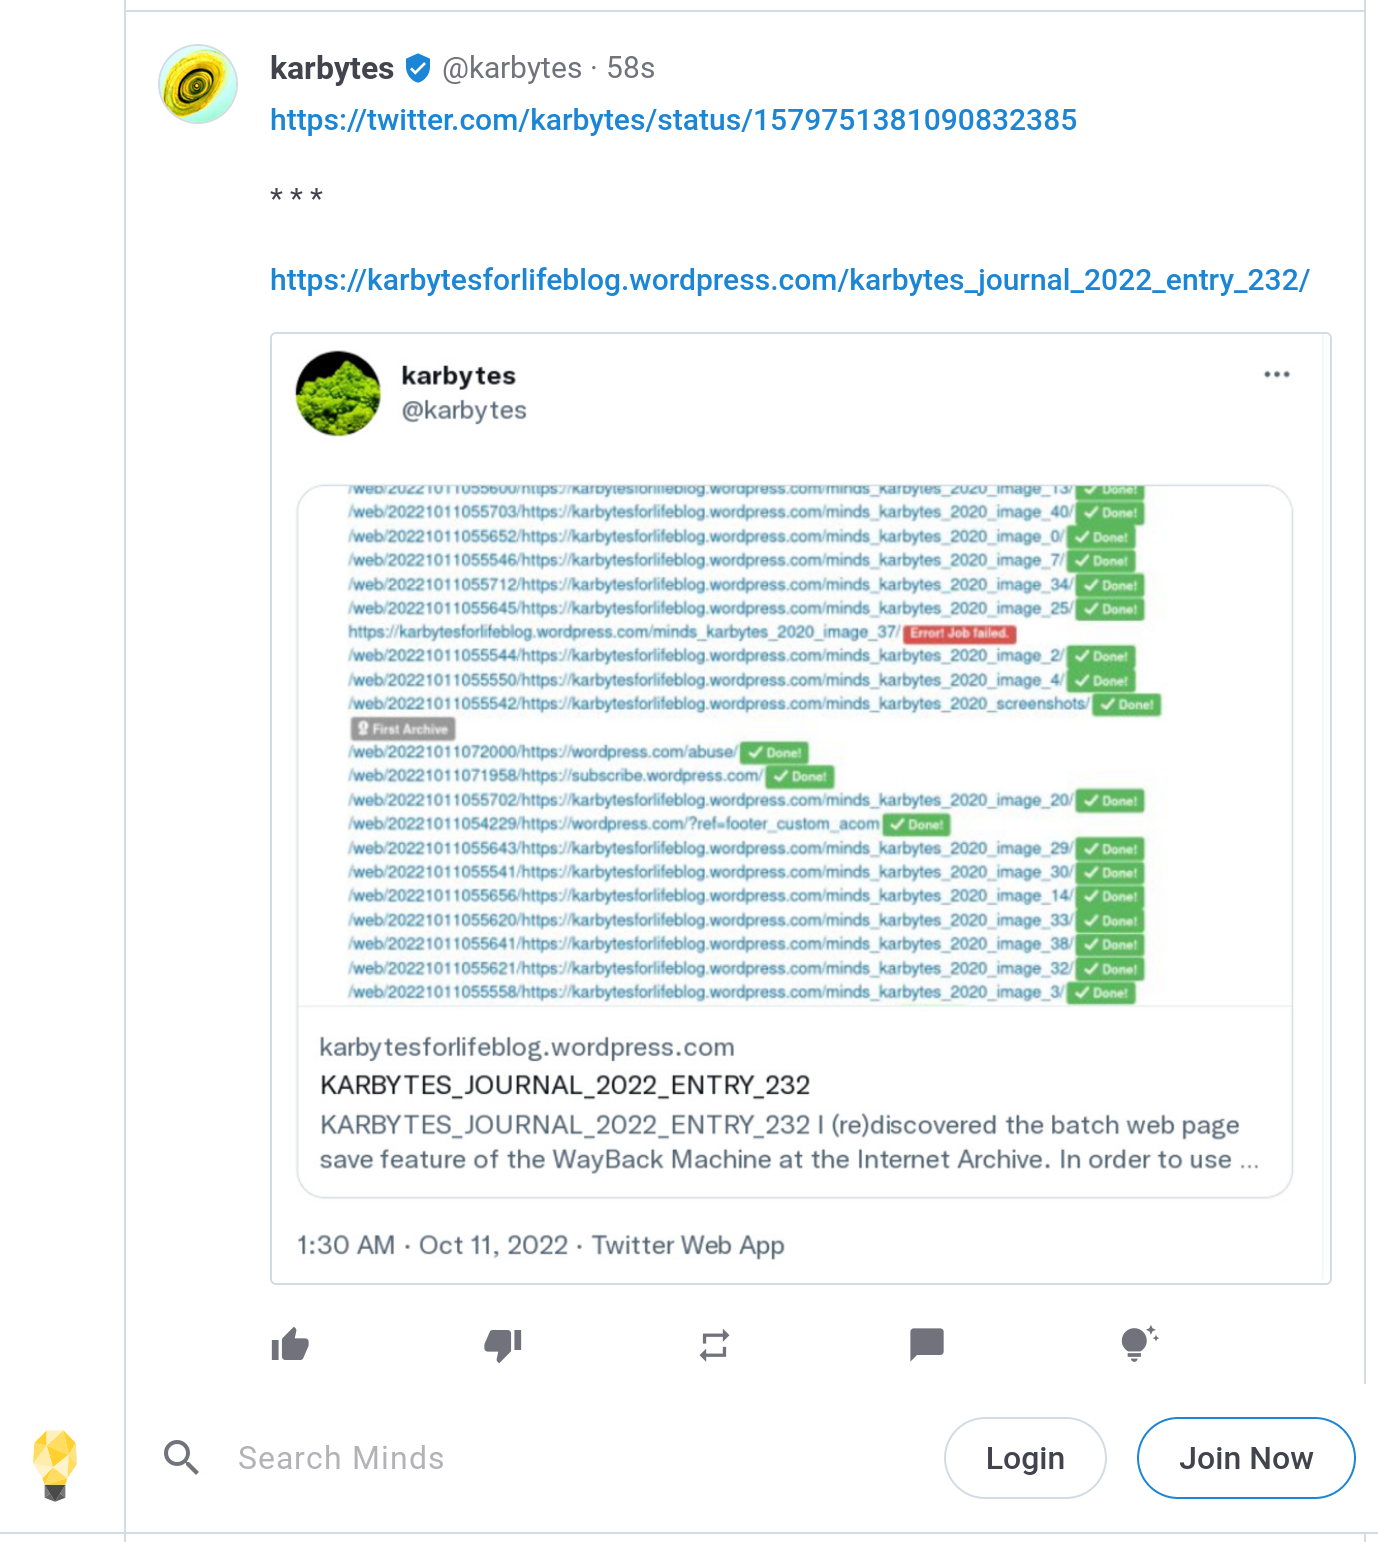 karbytes @karbytes · 58s
https://twitter.com/karbytes/status/1579751381090832385
* * *
https://karbytesforlifeblog.wordpress.com/karbytes_journal_2022_entry_232/
karbytes
@karbytes
/web/20221011055600/https://karbytesforlifeblog.wordpress.com/minds_karbytes_2020_image_13/ Done!
/web/20221011055703/https://karbytesforlifeblog.wordpress.com/minds_karbytes_2020_image_40/ Done!
/web/20221011055652/https://karbytesforlifeblog.wordpress.com/minds_karbytes_2020_image_0/ Done!
/web/20221011055546/https://karbytesforlifeblog.wordpress.com/minds_karbytes_2020_image_7/ Done!
/web/20221011055712/https://karbytesforlifeblog.wordpress.com/minds_karbytes_2020_image_34/ Done!
/web/20221011055645/https://karbytesforlifeblog.wordpress.com/minds_karbytes_2020_image_25/ Done!
https://karbytesforlifeblog.wordpress.com/minds_karbytes_2020_image_37/ Error! Job failed.
/web/20221011055544/https://karbytesforlifeblog.wordpress.com/minds_karbytes_2020_image_2/ Done!
/web/20221011055550/https://karbytesforlifeblog.wordpress.com/minds_karbytes_2020_image_4/ Done!
/web/20221011055542/https://karbytesforlifeblog.wordpress.com/minds_karbytes_2020_screenshots/ Done!
First Archive
/web/20221011072000/https://wordpress.com/abuse/ Done!
/web/20221011071958/https://subscribe.wordpress.com/ Done!
/web/20221011055702/https://karbytesforlifeblog.wordpress.com/minds_karbytes_2020_image_20/ Done!
/web/20221011054229/https://wordpress.com/?ref=footer_custom_acom Done!
/web/20221011055643/https://karbytesforlifeblog.wordpress.com/minds_karbytes_2020_image_29/ Done!
/web/20221011055541/https://karbytesforlifeblog.wordpress.com/minds_karbytes_2020_image_30/ Done!
/web/20221011055656/https://karbytesforlifeblog.wordpress.com/minds_karbytes_2020_image_14/ Done!
/web/20221011055620/https://karbytesforlifeblog.wordpress.com/minds_karbytes_2020_image_33/ Done!
/web/20221011055641/https://karbytesforlifeblog.wordpress.com/minds_karbytes_2020_image_38/ Done!
/web/20221011055621/https://karbytesforlifeblog.wordpress.com/minds_karbytes_2020_image_32/ Done!
/web/20221011055558/https://karbytesforlifeblog.wordpress.com/minds_karbytes_2020_image_3/ Done!
karbytesforlifeblog.wordpress.com
KARBYTES_JOURNAL_2022_ENTRY_232
KARBYTES_JOURNAL_2022_ENTRY_232 I (re)discovered the batch web page
save feature of the WayBack Machine at the Internet Archive. In order to use ...
1:30 AM · Oct 11, 2022 · Twitter Web App
Search Minds
Login
Join Now